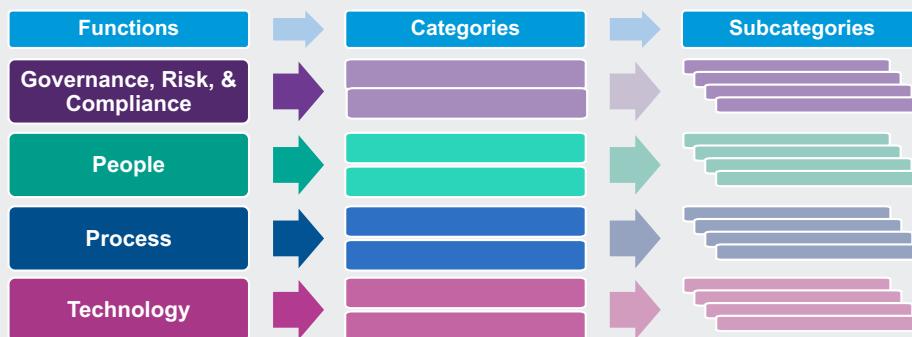 Functions
Categories
Subcategories
Governance, Risk, &
Compliance
People
Process
Technology